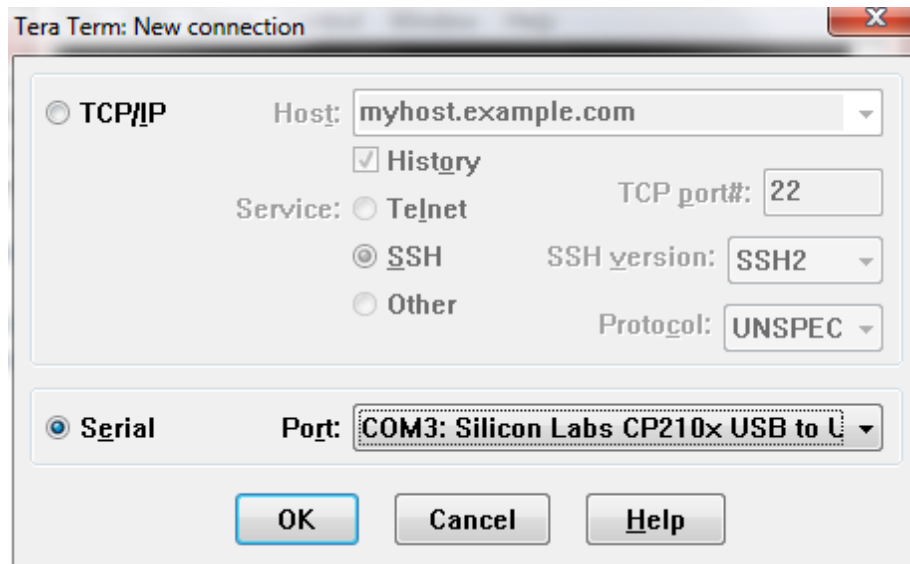 Tera Term: New connection
TCP/IP
Host: myhost.example.com
History
Service: Telnet
TCP port#: 22
SSH
SSH version: SSH2
Other
Protocol: UNSPEC
Serial
Port: COM3: Silicon Labs CP210x USB to U
OK Cancel Help